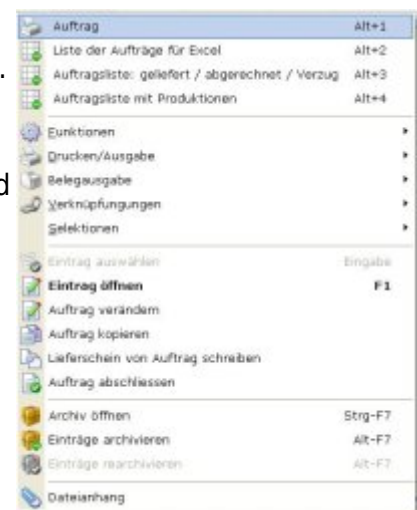 Auftrag Alt+1
Liste der Aufträge für Excel Alt+2
.
Auftragsliste: geliefert / abgerechnet / Verzug Alt+3
Auftragsliste mit Produktionen Alt+4
Funktionen
Drucken/Ausgabe
d
Belegausgabe
Verknüpfungungen
Selektionen
Eintrag auswählen Eingabe
Eintrag öffnen F1
Auftrag verändern
Auftrag kopieren
Lieferschein von Auftrag schreiben
Auftrag abschliessen
Archiv öffnen Strg-F7
Einträge archivieren Alt-F7
Einträge rearchivieren Alt-F7
Dateianhang